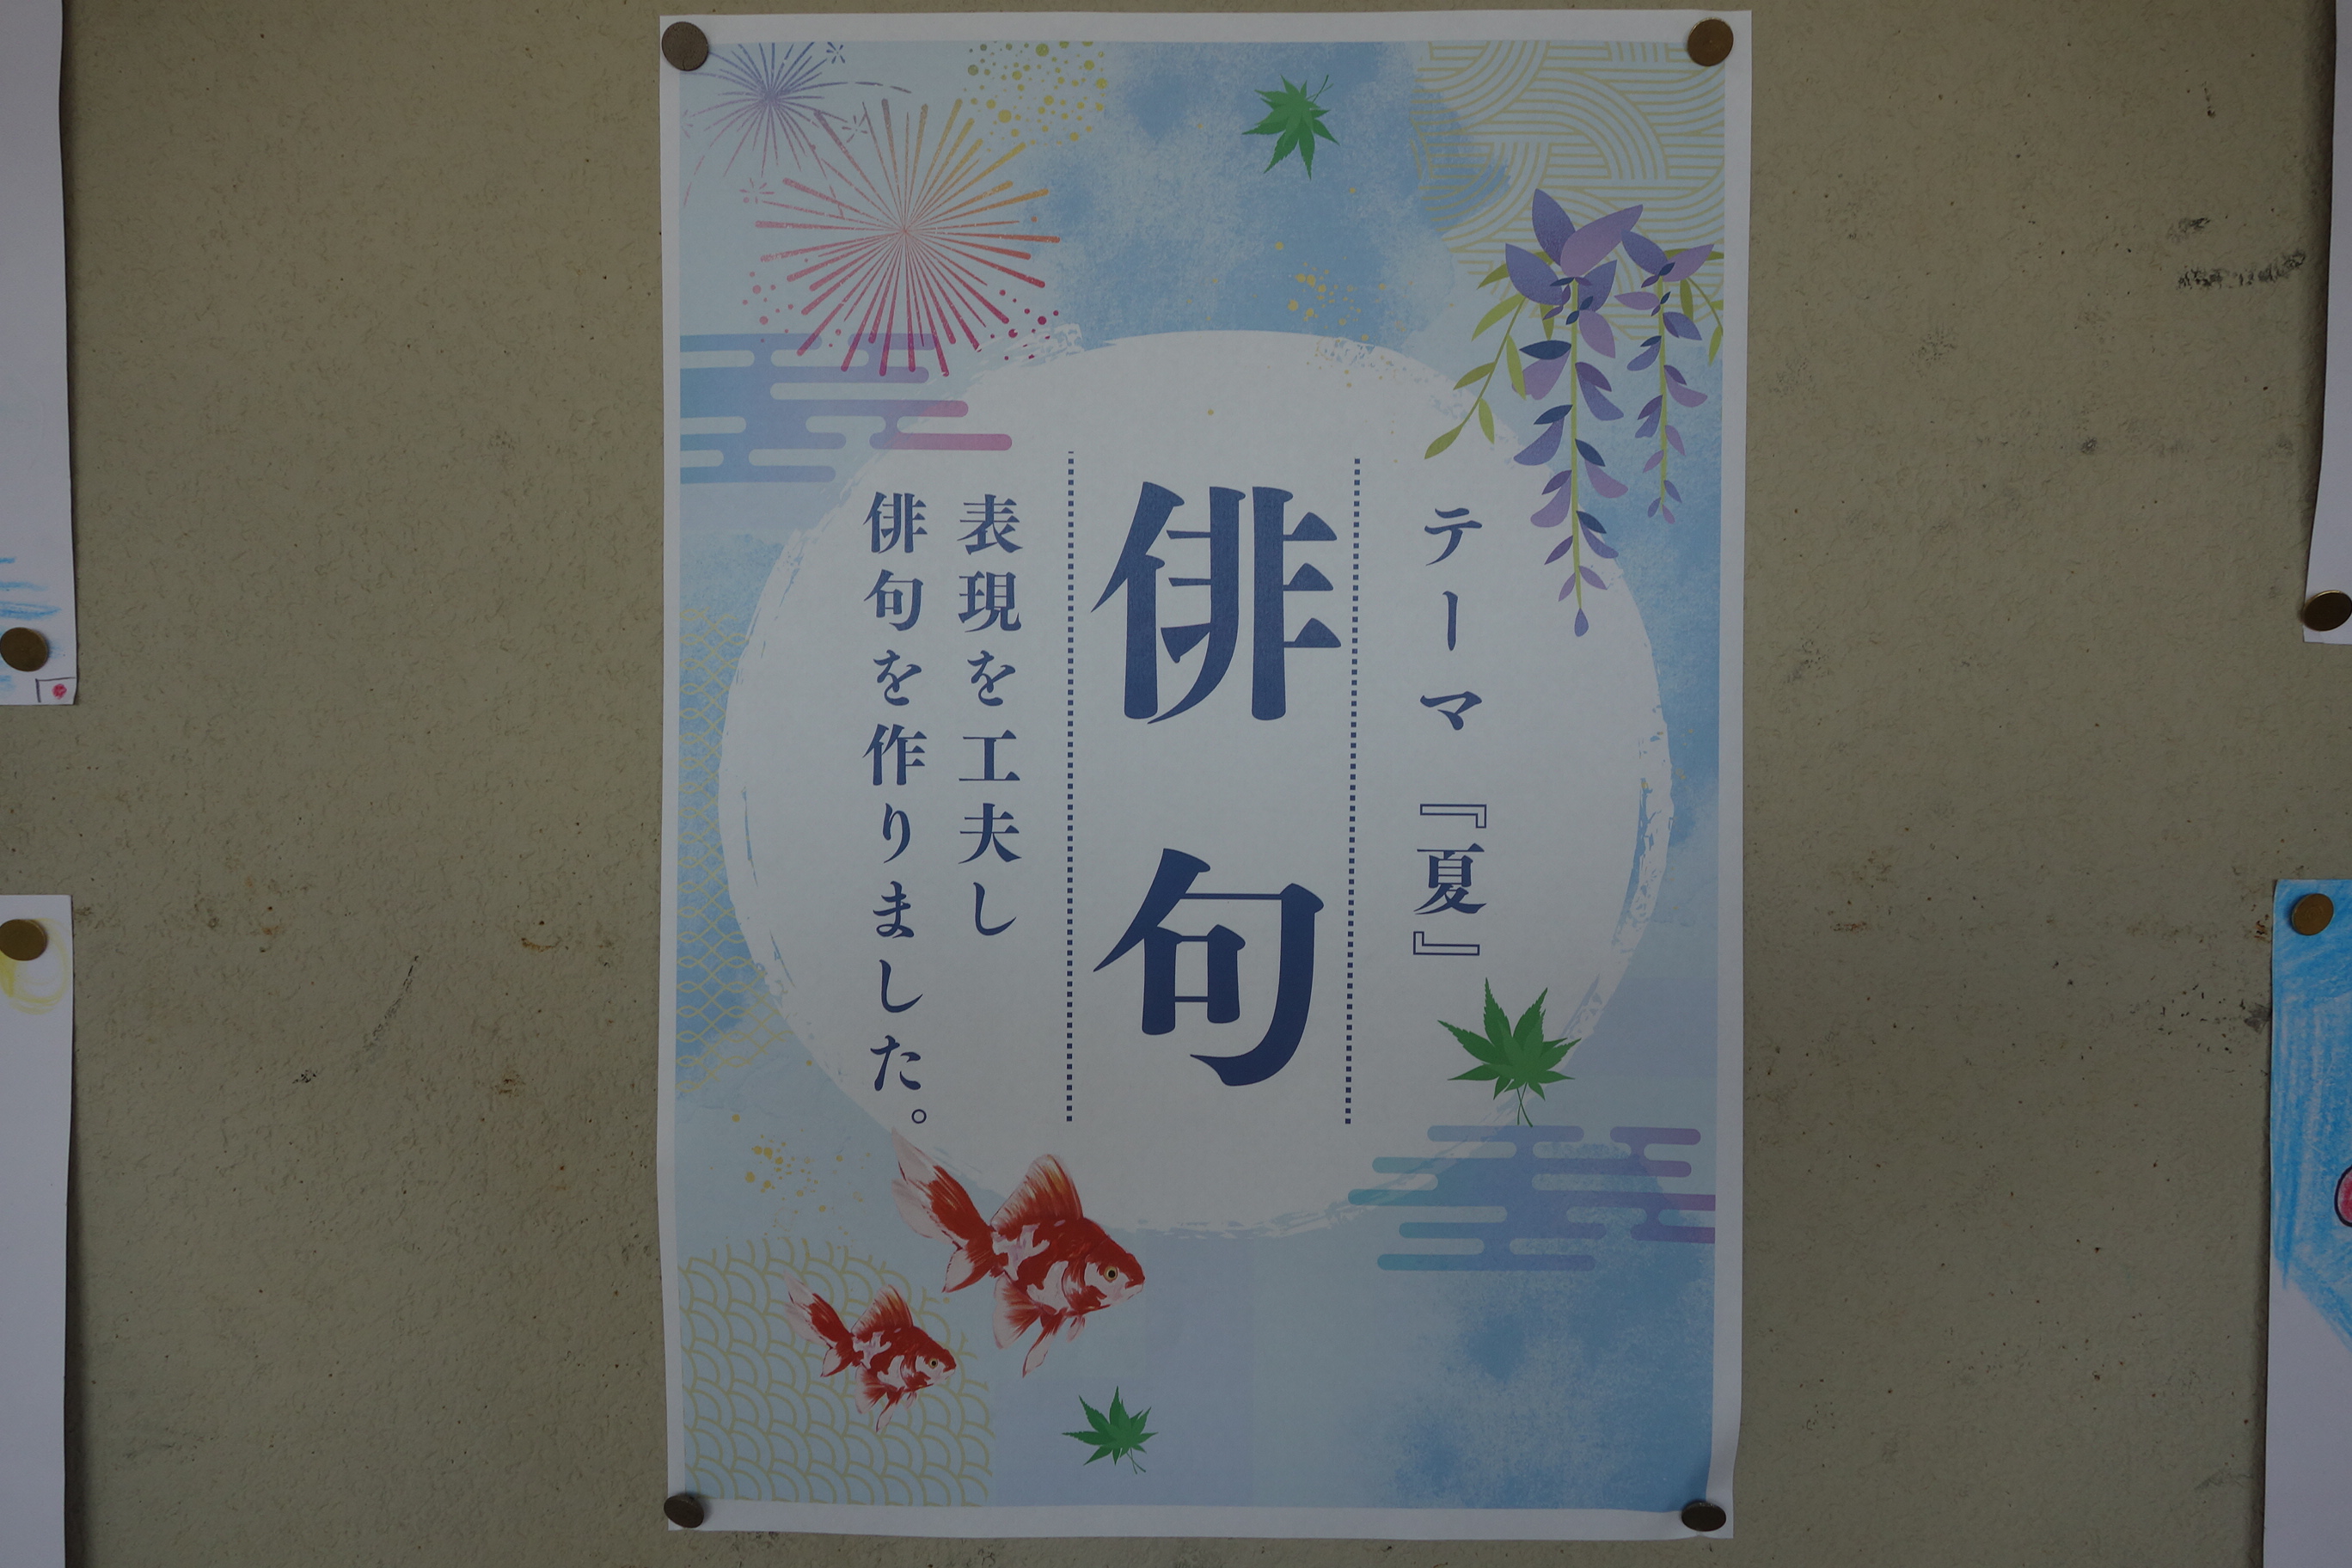 テーマ『夏』
俳句
表現を工夫し
俳句を作りました。